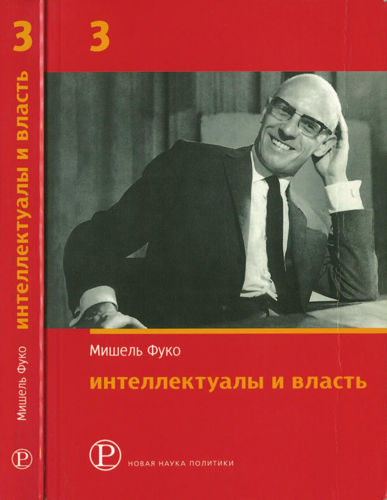 3
интеллектуалы и власть
Мишель Фуко
Р
3
Мишель Фуко
интеллектуалы и власть
Р
НОВАЯ НАУКА ПОЛИТИКИ